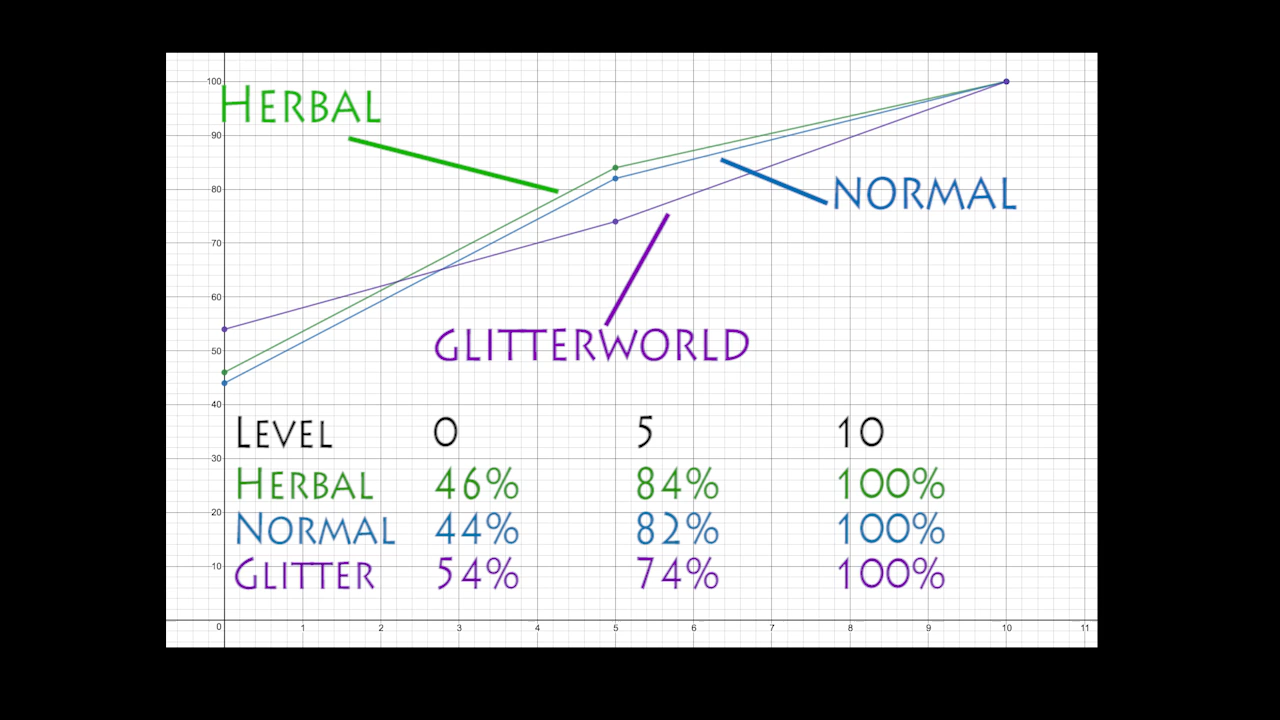 100
HERBAL
90
80
NORMAL
70
60
50
GLITTERWORLD
40
LEVEL 0 5 10
30
HERBAL 46% 84% 100%
20
NORMAL 44% 82% 100%
10
GLITTER 54% 74% 100%
0 1 2 3 4 5 6 7 8 9 10 11